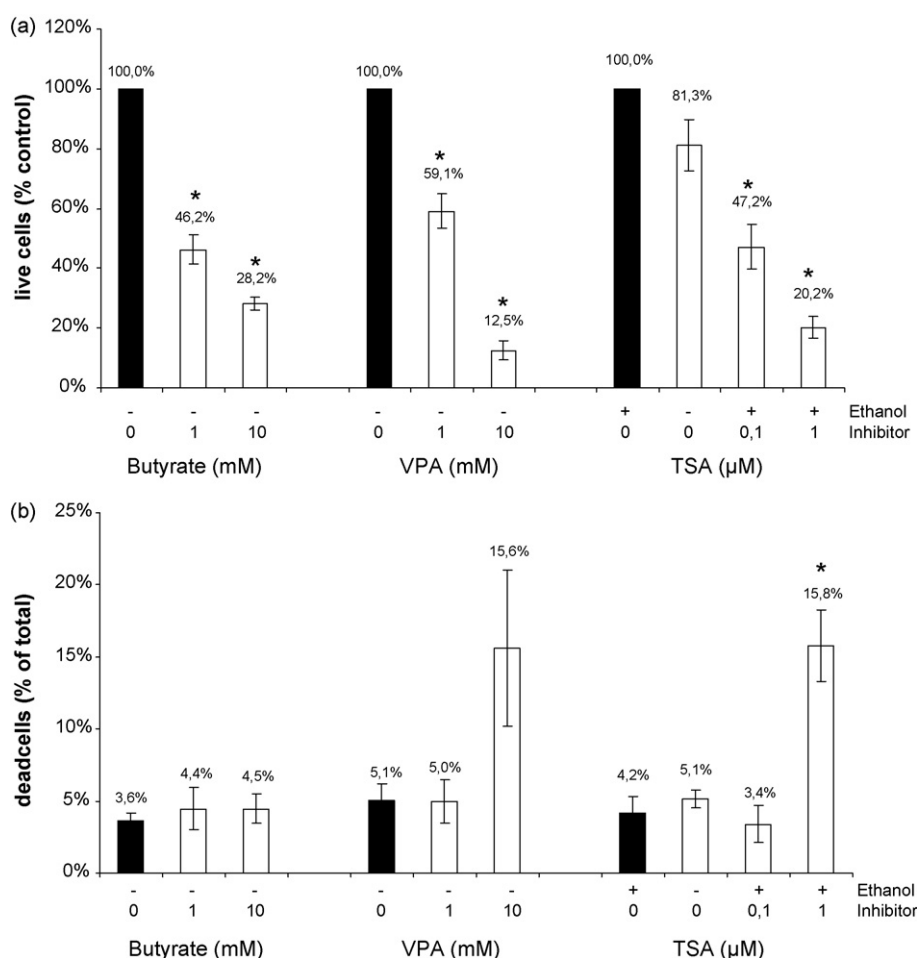 (a)
120%
100%
80%
60%
40%
20%
0%
live cells (% control)
100,0% 46,2% 28,2% 100,0% 59,1% 12,5% 100,0% 81,3% 47,2% 20,2%
* * * * * *
- - - - - - + - + + Ethanol
0 1 10 0 1 10 0 0 0,1 1 Inhibitor
Butyrate (mM) VPA (mM) TSA (µM)
(b)
25%
20%
15%
10%
5%
0%
deadcells (% of total)
3,6% 4,4% 4,5% 5,1% 5,0% 15,6% 4,2% 5,1% 3,4% 15,8%
*
- - - - - - + - + + Ethanol
0 1 10 0 1 10 0 0 0,1 1 Inhibitor
Butyrate (mM) VPA (mM) TSA (µM)